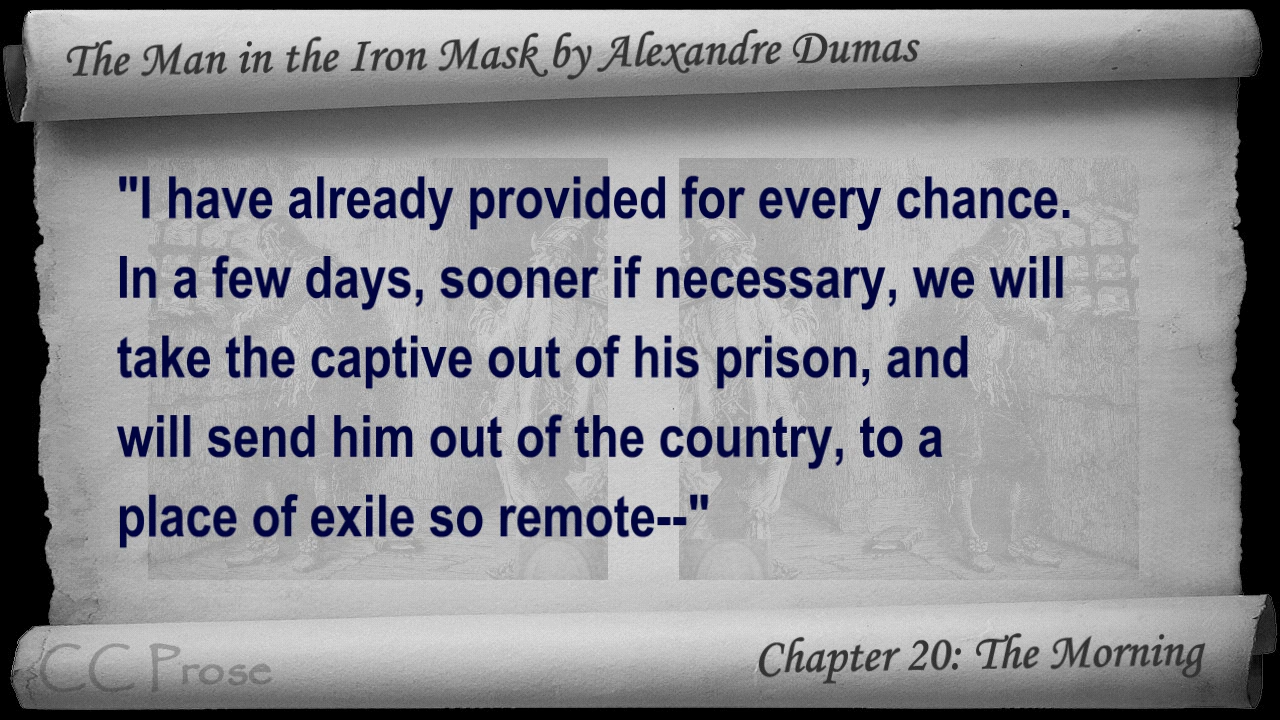 The Man in the Iron Mask by Alexandre Dumas
"I have already provided for every chance.
In a few days, sooner if necessary, we will
take the captive out of his prison, and
will send him out of the country, to a
place of exile so remote--"
CC Prose
Chapter 20: The Morning